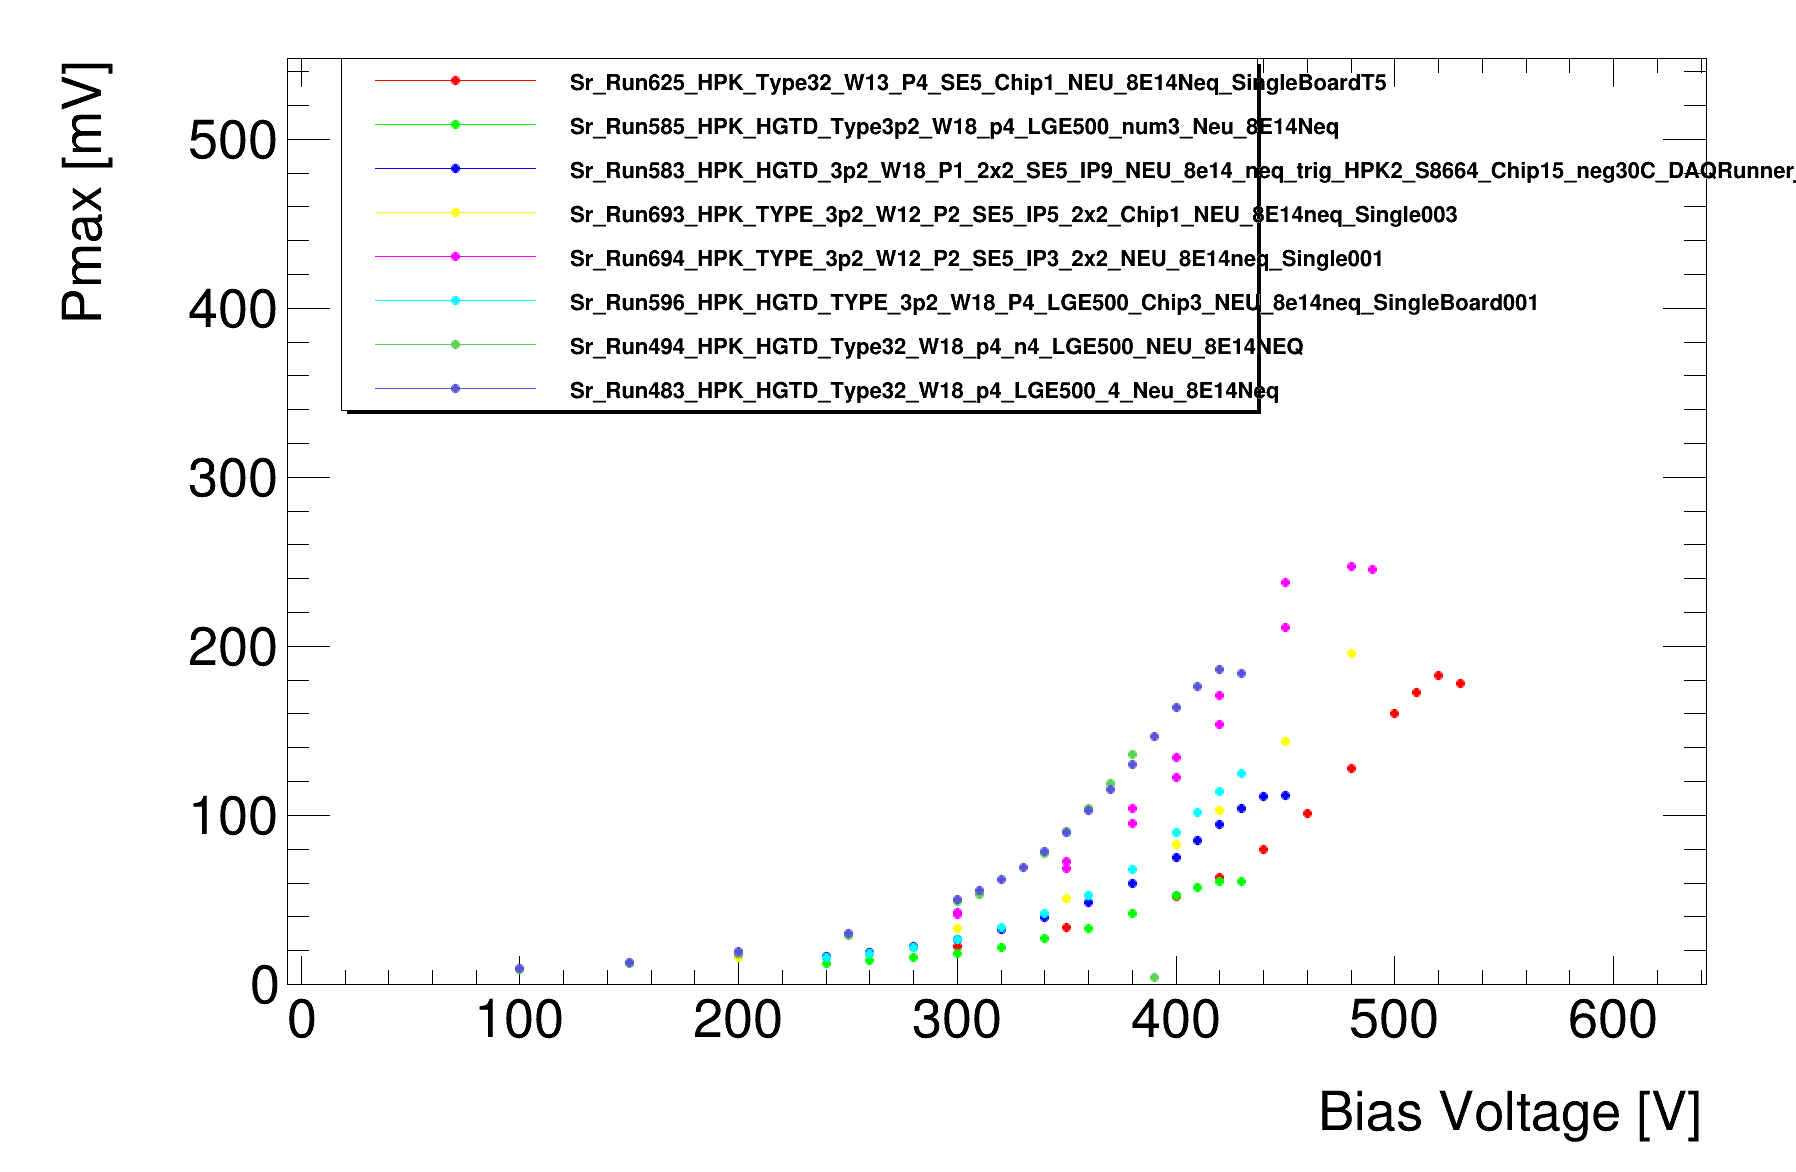 Pmax [mV]
Sr_Run625_HPK_Type32_W13_P4_SE5_Chip1_NEU_8E14Neq_SingleBoardT5
Sr_Run585_HPK_HGTD_Type3p2_W18_p4_LGE500_num3_Neu_8E14Neq
Sr_Run583_HPK_HGTD_3p2_W18_P1_2x2_SE5_IP9_NEU_8e14_neq_trig_HPK2_S8664_Chip15_neg30C_DAQRunner_
Sr_Run693_HPK_TYPE_3p2_W12_P2_SE5_IP5_2x2_Chip1_NEU_8E14neq_Single003
Sr_Run694_HPK_TYPE_3p2_W12_P2_SE5_IP3_2x2_NEU_8E14neq_Single001
Sr_Run596_HPK_HGTD_TYPE_3p2_W18_P4_LGE500_Chip3_NEU_8e14neq_SingleBoard001
Sr_Run494_HPK_HGTD_Type32_W18_p4_n4_LGE500_NEU_8E14NEQ
Sr_Run483_HPK_HGTD_Type32_W18_p4_LGE500_4_Neu_8E14Neq
500
400
300
200
100
0
0 100 200 300 400 500 600
Bias Voltage [V]